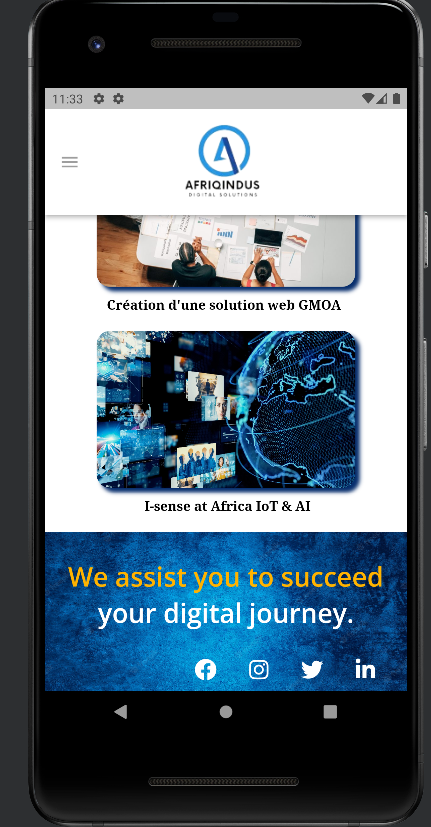 11:33
AFRIQINDUS
DIGITAL SOLUTIONS
Création d'une solution web GMOA
I-sense at Africa IoT & AI
We assist you to succeed
your digital journey.